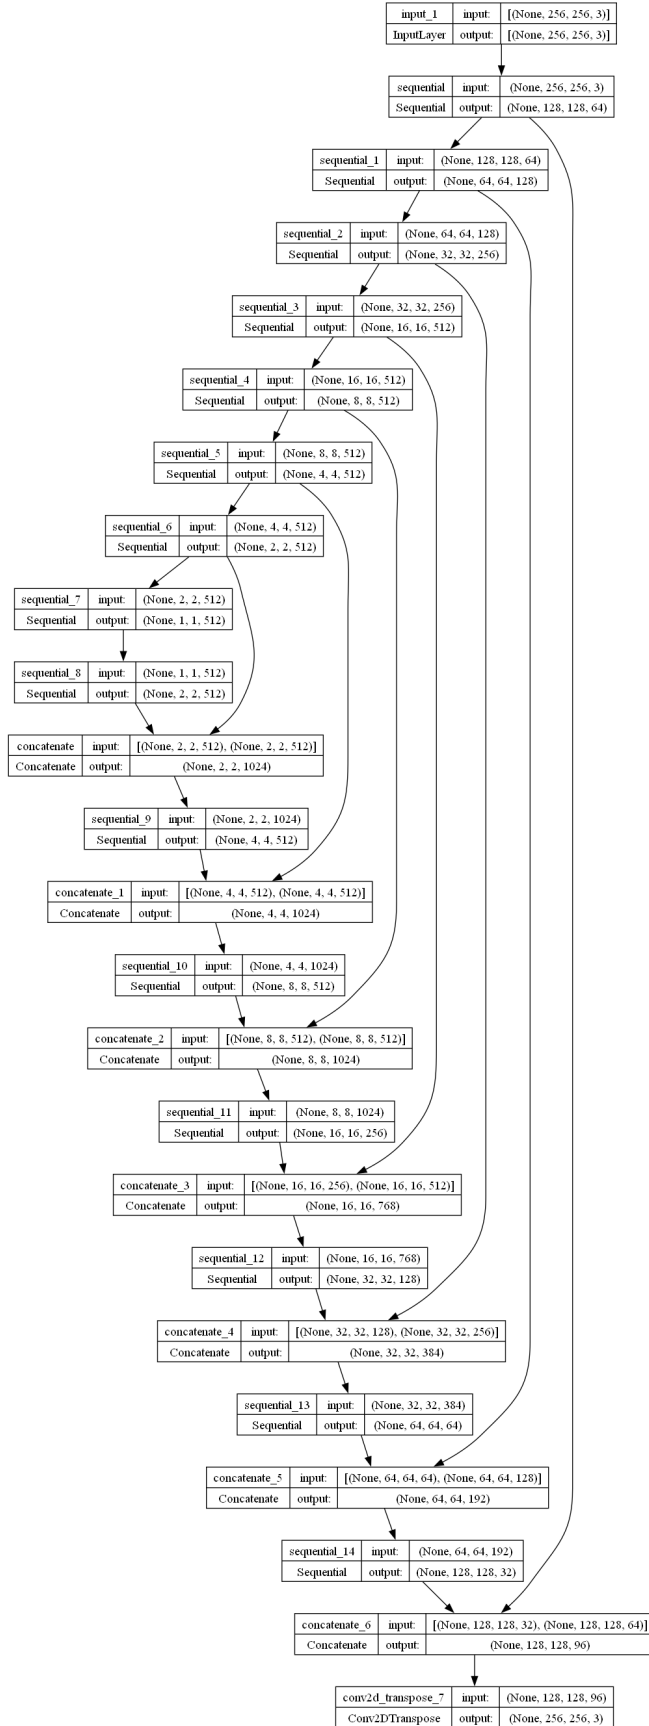 input_1 input: [(None, 256, 256, 3)]
InputLayer output: [(None, 256, 256, 3)]
sequential input: (None, 256, 256, 3)
Sequential output: (None, 128, 128, 64)
sequential_1 input: (None, 128, 128, 64)
Sequential output: (None, 64, 64, 128)
sequential_2 input: (None, 64, 64, 128)
Sequential output: (None, 32, 32, 256)
sequential_3 input: (None, 32, 32, 256)
Sequential output: (None, 16, 16, 512)
sequential_4 input: (None, 16, 16, 512)
Sequential output: (None, 8, 8, 512)
sequential_5 input: (None, 8, 8, 512)
Sequential output: (None, 4, 4, 512)
sequential_6 input: (None, 4, 4, 512)
Sequential output: (None, 2, 2, 512)
sequential_7 input: (None, 2, 2, 512)
Sequential output: (None, 1, 1, 512)
sequential_8 input: (None, 1, 1, 512)
Sequential output: (None, 2, 2, 512)
concatenate input: [(None, 2, 2, 512), (None, 2, 2, 512)]
Concatenate output: (None, 2, 2, 1024)
sequential_9 input: (None, 2, 2, 1024)
Sequential output: (None, 4, 4, 512)
concatenate_1 input: [(None, 4, 4, 512), (None, 4, 4, 512)]
Concatenate output: (None, 4, 4, 1024)
sequential_10 input: (None, 4, 4, 1024)
Sequential output: (None, 8, 8, 512)
concatenate_2 input: [(None, 8, 8, 512), (None, 8, 8, 512)]
Concatenate output: (None, 8, 8, 1024)
sequential_11 input: (None, 8, 8, 1024)
Sequential output: (None, 16, 16, 256)
concatenate_3 input: [(None, 16, 16, 256), (None, 16, 16, 512)]
Concatenate output: (None, 16, 16, 768)
sequential_12 input: (None, 16, 16, 768)
Sequential output: (None, 32, 32, 128)
concatenate_4 input: [(None, 32, 32, 128), (None, 32, 32, 256)]
Concatenate output: (None, 32, 32, 384)
sequential_13 input: (None, 32, 32, 384)
Sequential output: (None, 64, 64, 64)
concatenate_5 input: [(None, 64, 64, 64), (None, 64, 64, 128)]
Concatenate output: (None, 64, 64, 192)
sequential_14 input: (None, 64, 64, 192)
Sequential output: (None, 128, 128, 32)
concatenate_6 input: [(None, 128, 128, 32), (None, 128, 128, 64)]
Concatenate output: (None, 128, 128, 96)
conv2d_transpose_7 input: (None, 128, 128, 96)
Conv2DTranspose output: (None, 256, 256, 3)